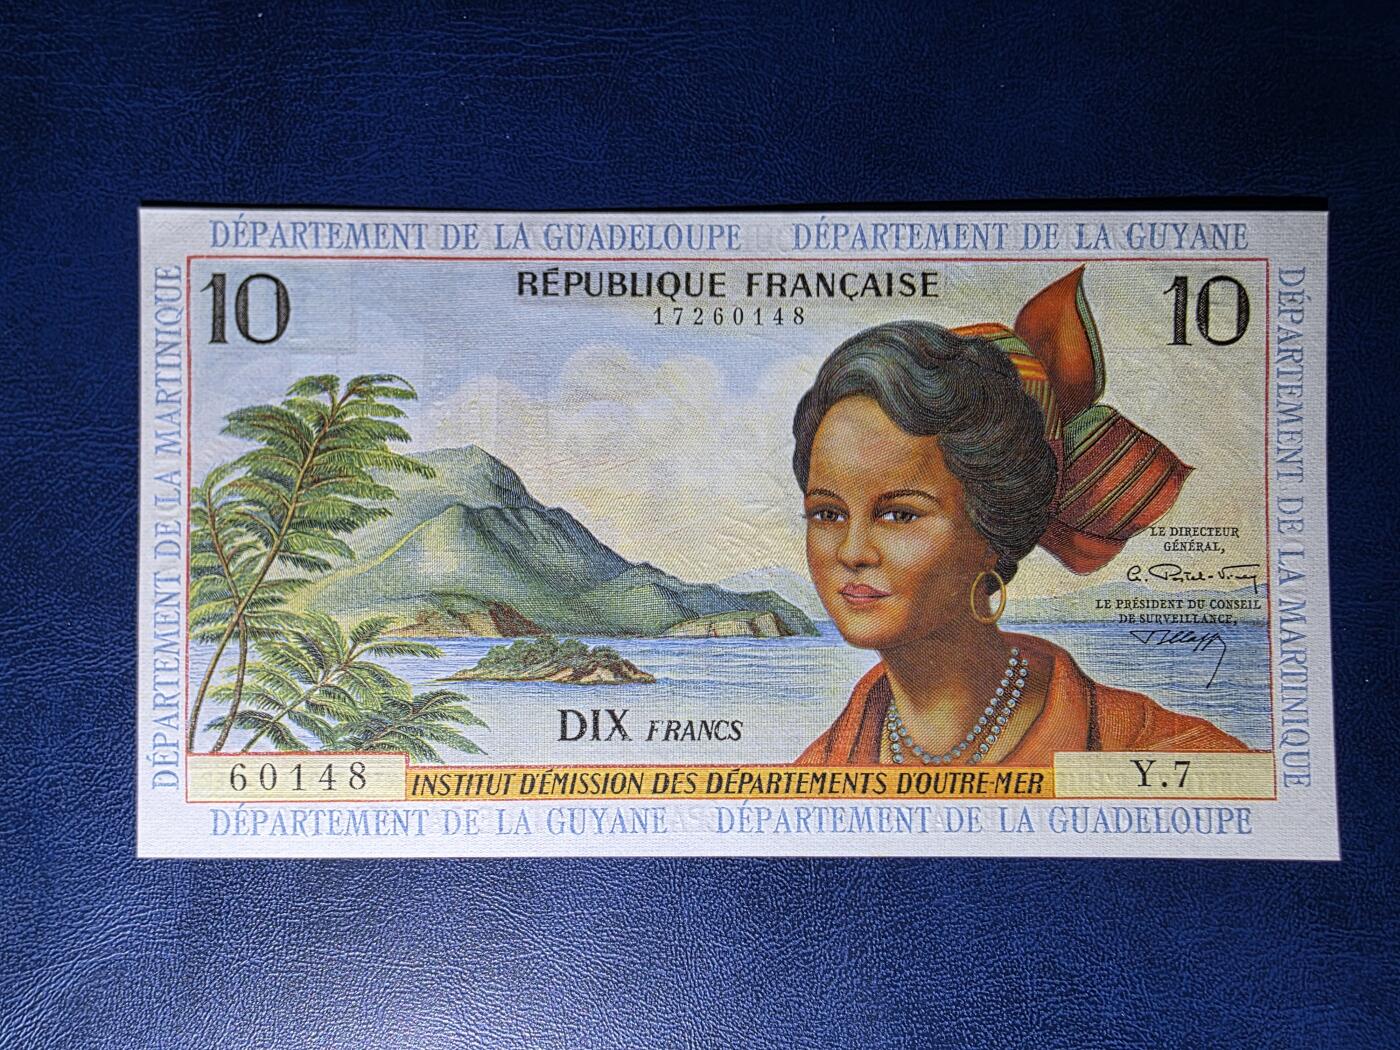 DÉPARTEMENT DE LA GUADELOUPE DÉPARTEMENT DE LA GUYANE
DÉPARTEMENT DE LA MARTINIQUE
10
RÉPUBLIQUE FRANÇAISE
17260148
10
DÉPARTEMENT DE LA MARTINIQUE
LE DIRECTEUR
GÉNÉRAL,
LE PRÉSIDENT DU CONSEIL
DE SURVEILLANCE,
DIX FRANCS
60148
INSTITUT D'ÉMISSION DES DÉPARTEMENTS D'OUTRE-MER
Y.7
DÉPARTEMENT DE LA GUYANE DÉPARTEMENT DE LA GUADELOUPE